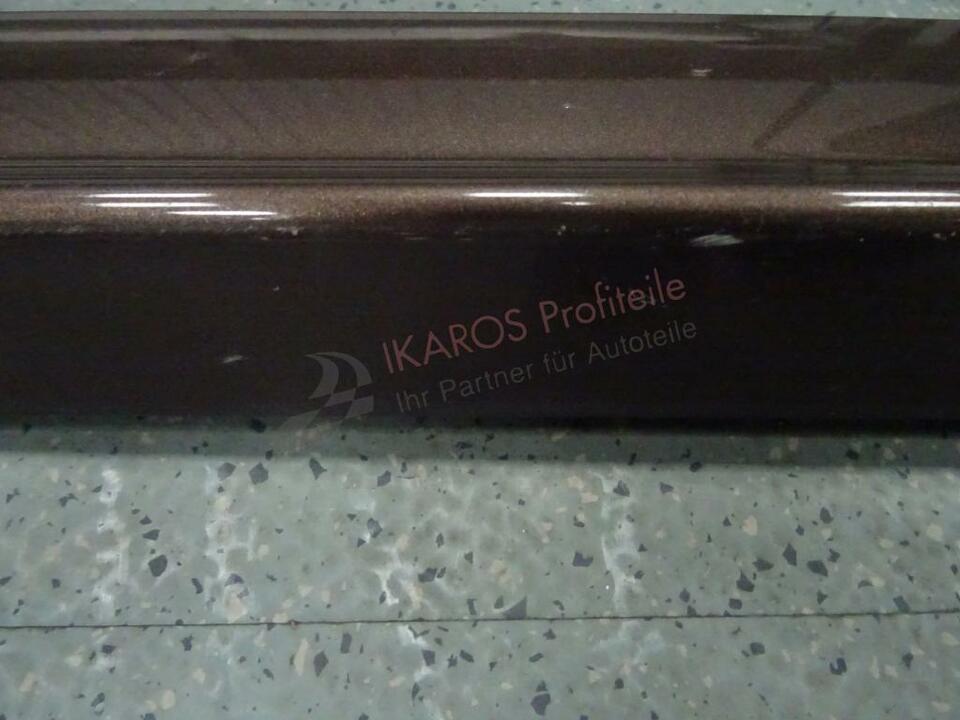 IKAROS Profiteile
Ihr Partner für Autoteile